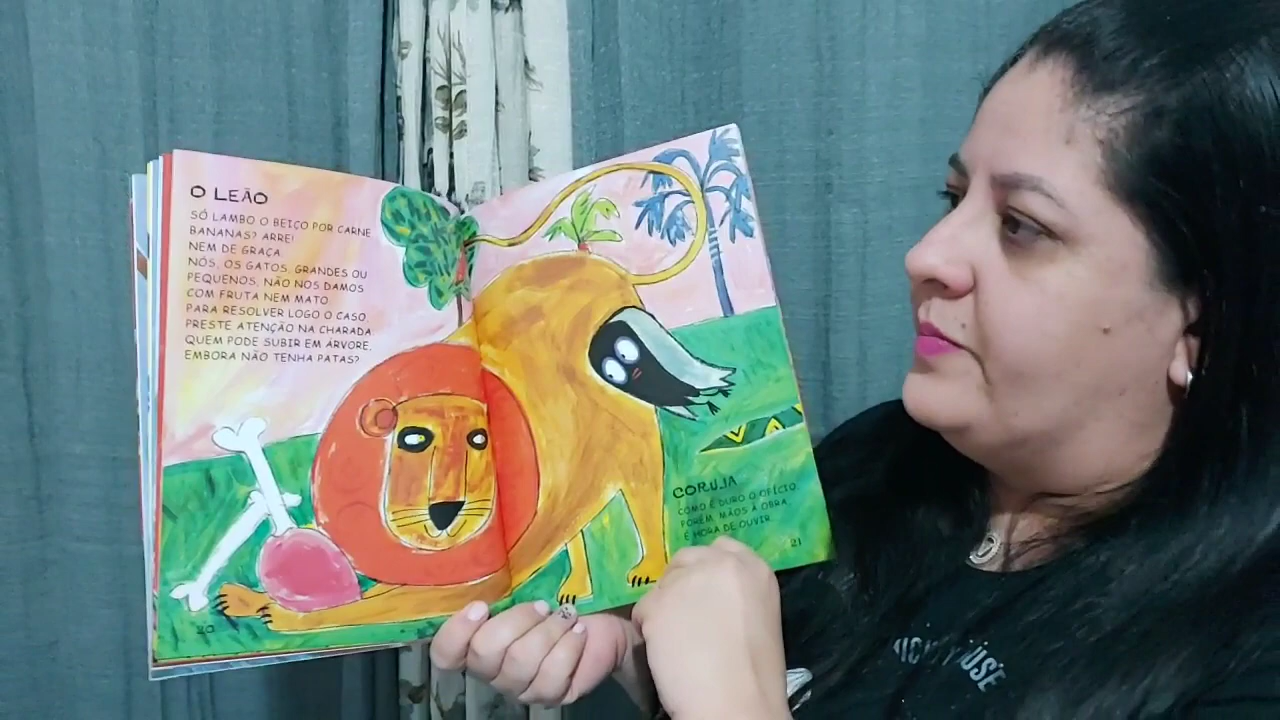 O LEÃO
SÓ LAMBO O BEIÇO POR CARNE
BANANAS? ARRE!
NEM DE GRAÇA.
NÓS, OS GATOS, GRANDES OU
PEQUENOS, NÃO NOS DAMOS
COM FRUTA NEM MATO.
PARA RESOLVER LOGO O CASO,
PRESTE ATENÇÃO NA CHARADA:
QUEM PODE SUBIR EM ÁRVORE,
EMBORA NÃO TENHA PATAS?
20
CORUJA
COMO É DURO O OFÍCIO,
PORÉM, MÃOS À OBRA,
É HORA DE OUVIR.
21